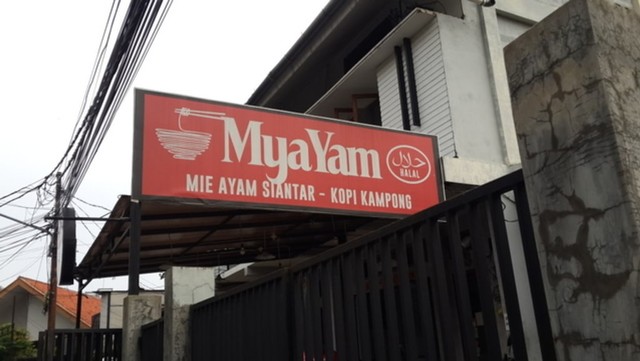 MyaYam
حلال
HALAL
MIE AYAM SIANTAR - KOPI KAMPONG